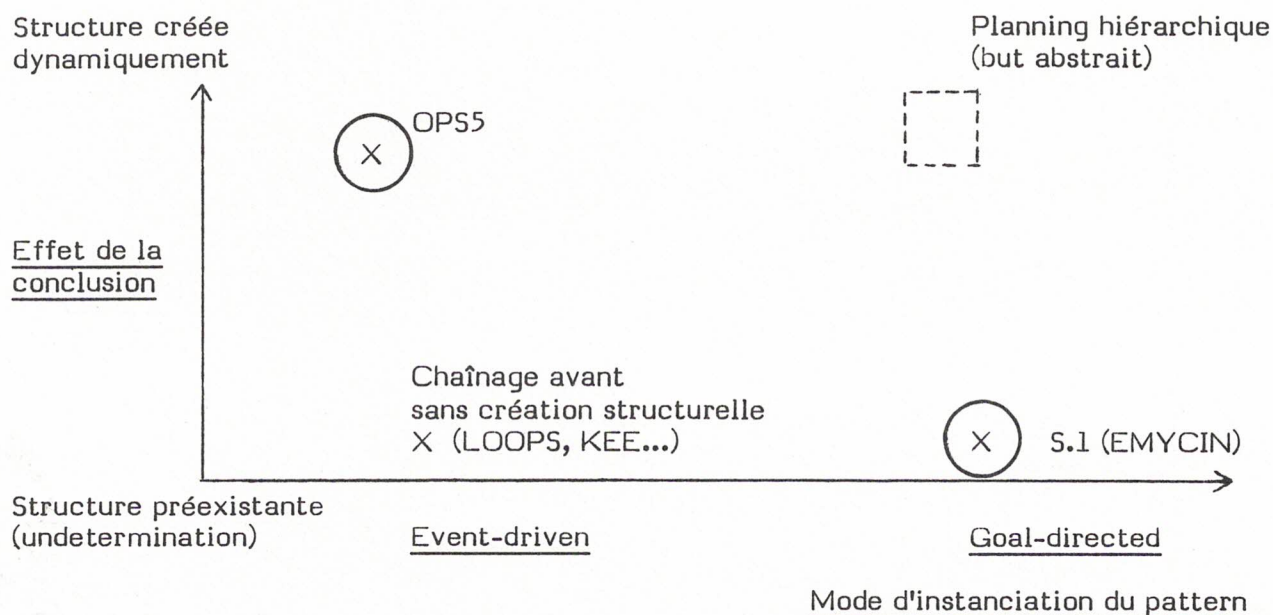 Structure créée
dynamiquement
Planning hiérarchique
(but abstrait)
OPS5
Effet de la
conclusion
Chaînage avant
sans création structurelle
X (LOOPS, KEE...)
X
X
S.1 (EMYCIN)
Structure préexistante
(undetermination)
Event-driven
Goal-directed
Mode d'instanciation du pattern